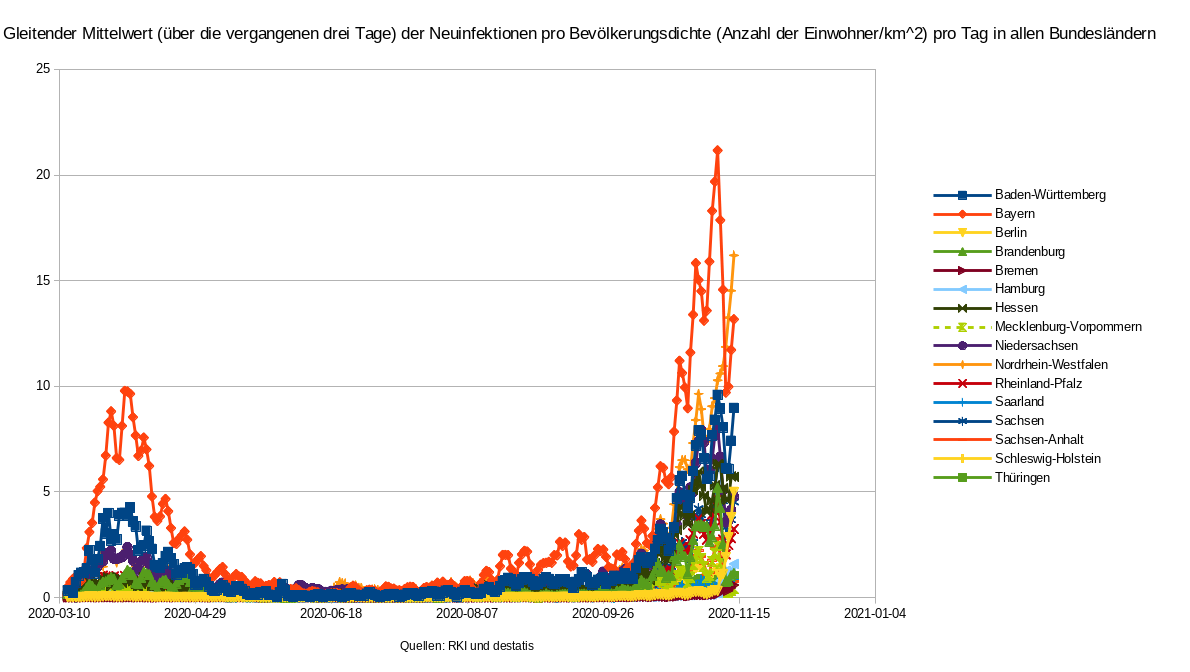 Gleitender Mittelwert (über die vergangenen drei Tage) der Neuinfektionen pro Bevölkerungsdichte (Anzahl der Einwohner/km^2) pro Tag in allen Bundesländern
25
20
15
10
5
0
2020-03-10 2020-04-29 2020-06-18 2020-08-07 2020-09-26 2020-11-15 2021-01-04
Baden-Württemberg
Bayern
Berlin
Brandenburg
Bremen
Hamburg
Hessen
Mecklenburg-Vorpommern
Niedersachsen
Nordrhein-Westfalen
Rheinland-Pfalz
Saarland
Sachsen
Sachsen-Anhalt
Schleswig-Holstein
Thüringen
Quellen: RKI und destatis